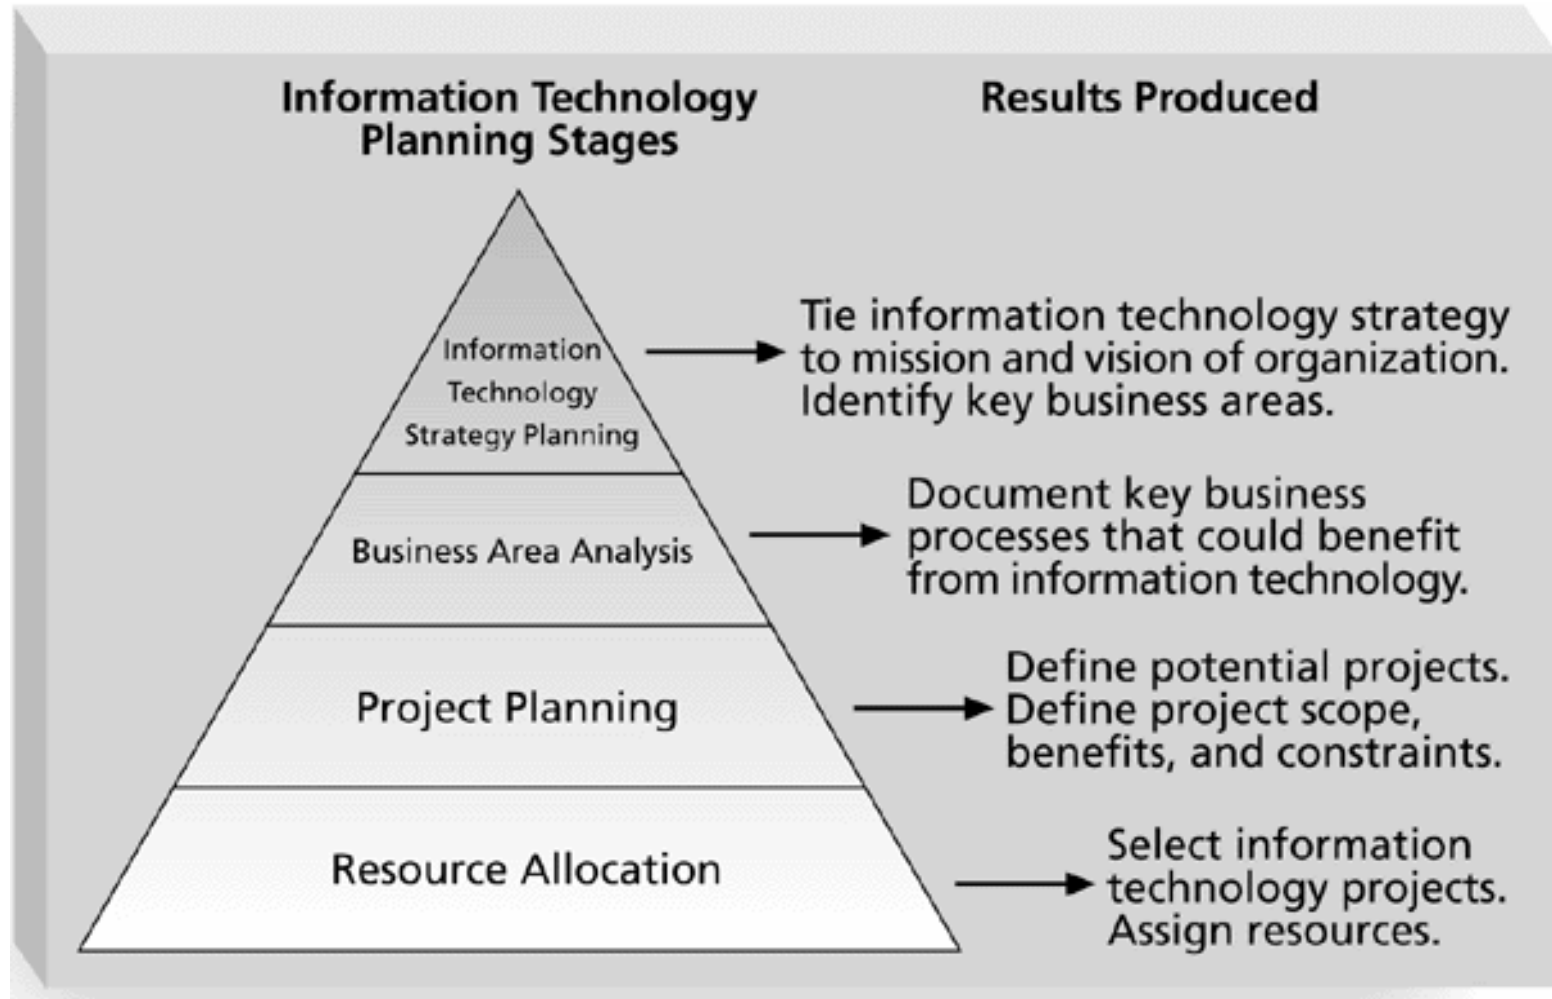 Information Technology
Planning Stages
Results Produced
Information
Technology
Strategy Planning
Tie information technology strategy
to mission and vision of organization.
Identify key business areas.
Business Area Analysis
Document key business
processes that could benefit
from information technology.
Project Planning
Define potential projects.
Define project scope,
benefits, and constraints.
Resource Allocation
Select information
technology projects.
Assign resources.